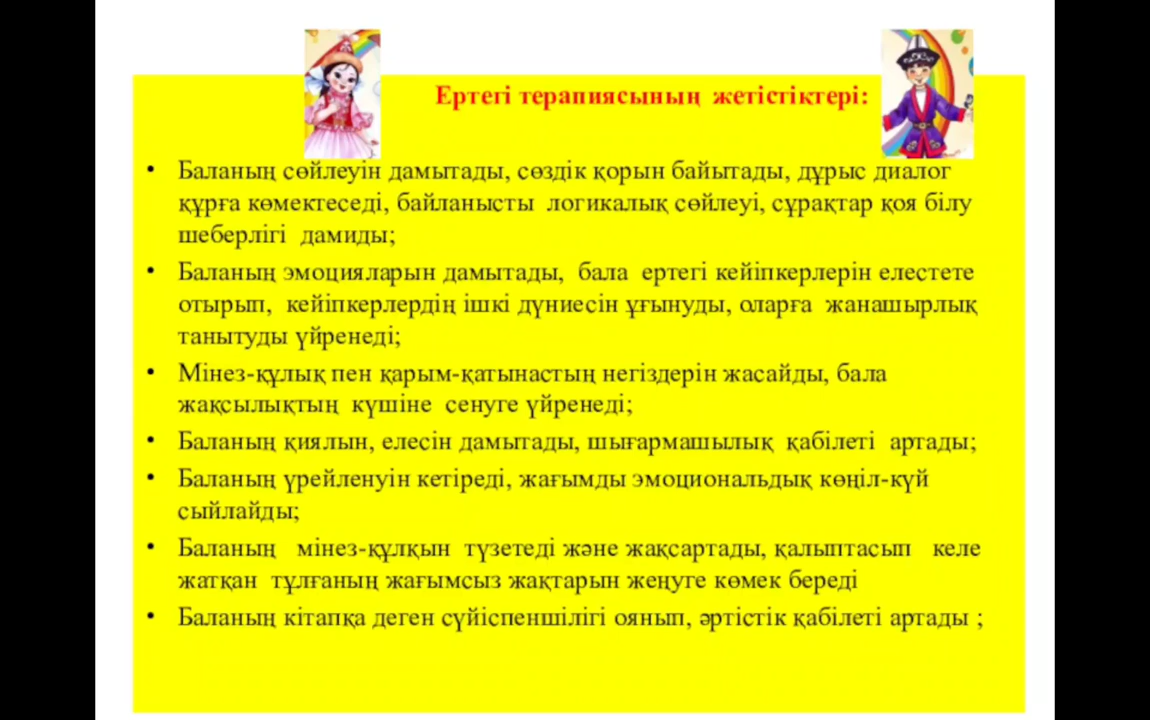 Ертегі терапиясының жетістіктері:
• Баланың сөйлеуін дамытады, сөздік қорын байытады, дұрыс диалог
құрға көмектеседі, байланысты логикалық сөйлеуі, сұрақтар қоя білу
шеберлігі дамиды;
• Баланың эмоцияларын дамытады, бала ертегі кейіпкерлерін елестете
отырып, кейіпкерлердің ішкі дүниесін ұғынуды, оларға жанашырлық
танытуды үйренеді;
• Мінез-құлық пен қарым-қатынастың негіздерін жасайды, бала
жақсылықтың күшіне сенуге үйренеді;
• Баланың қиялын, елесін дамытады, шығармашылық қабілеті артады;
• Баланың үрейленуін кетіреді, жағымды эмоциональдық көңіл-күй
сыйлайды;
• Баланың мінез-құлқын түзетеді және жақсартады, қалыптасып келе
жатқан тұлғаның жағымсыз жақтарын жеңуге көмек береді
• Баланың кітапқа деген сүйіспеншілігі оянып, әртістік қабілеті артады ;